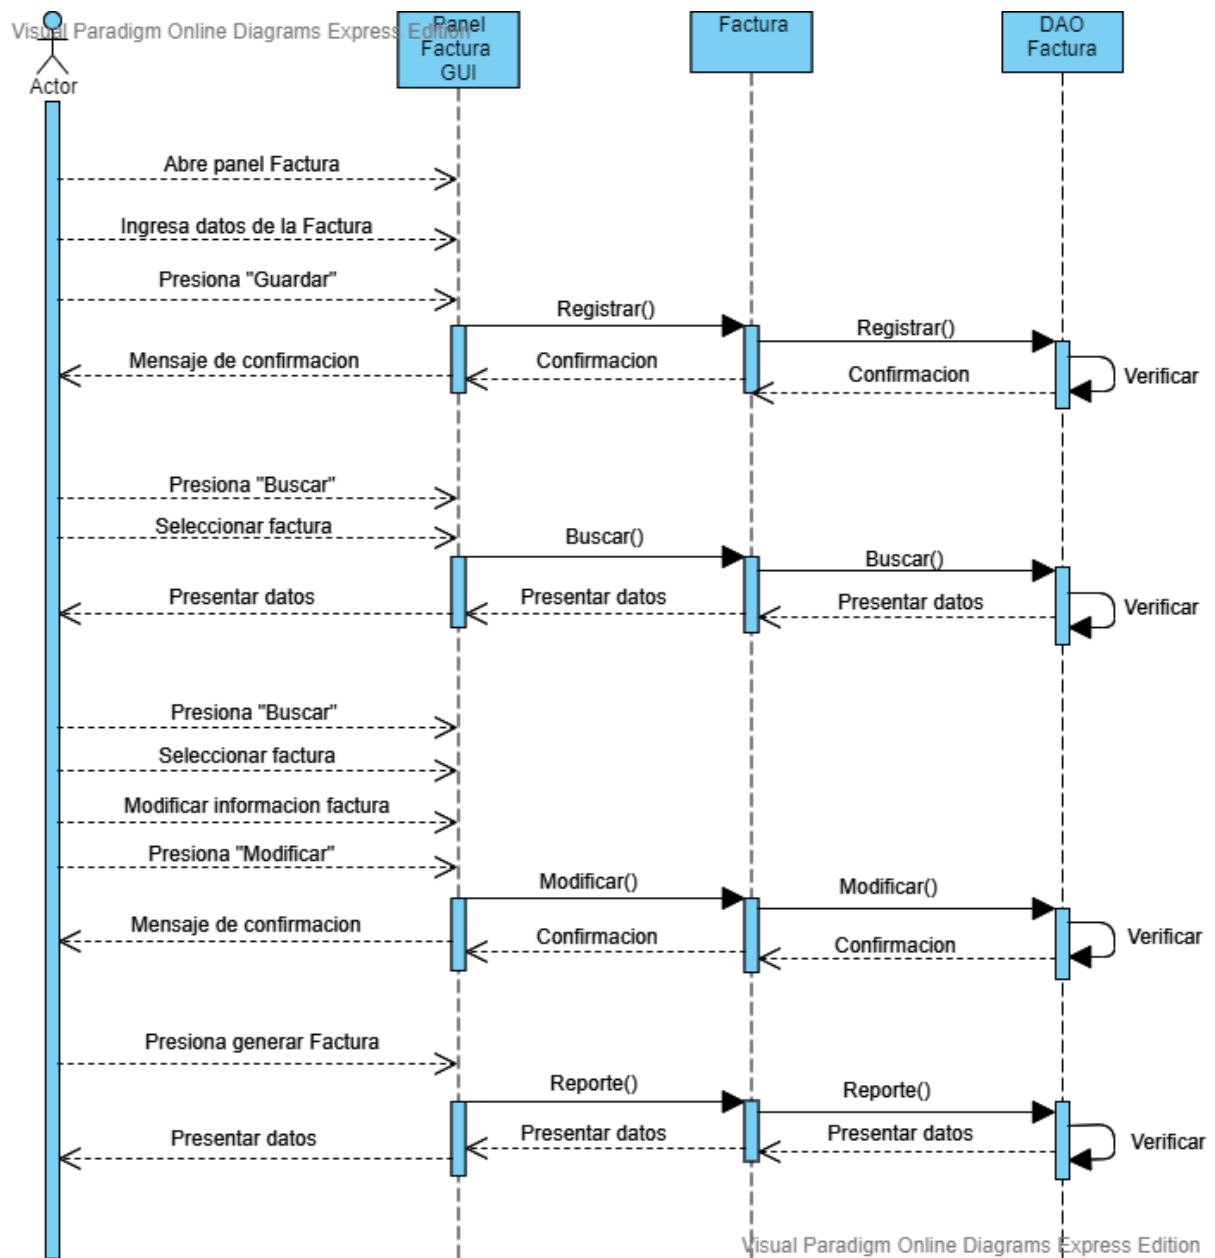 Visual Paradigm Online Diagrams Express Edition
Actor
Panel
Factura
GUI
Factura
DAO
Factura
Abre panel Factura
Ingresa datos de la Factura
Presiona "Guardar"
Registrar()
Registrar()
Mensaje de confirmacion
Confirmacion
Confirmacion
Verificar
Presiona "Buscar"
Seleccionar factura
Buscar()
Buscar()
Presentar datos
Presentar datos
Presentar datos
Verificar
Presiona "Buscar"
Seleccionar factura
Modificar informacion factura
Presiona "Modificar"
Modificar()
Modificar()
Mensaje de confirmacion
Confirmacion
Confirmacion
Verificar
Presiona generar Factura
Reporte()
Reporte()
Presentar datos
Presentar datos
Presentar datos
Verificar
Visual Paradigm Online Diagrams Express Edition